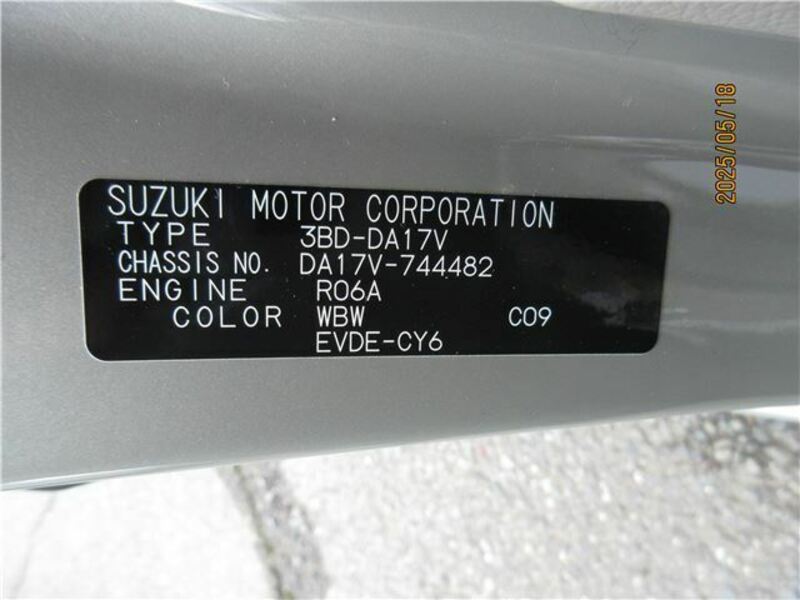 SUZUKI MOTOR CORPORATION
TYPE 3BD-DA17V
CHASSIS NO. DA17V-744482
ENGINE R06A
COLOR WBW C09
EVDE-CY6
2025/05/18